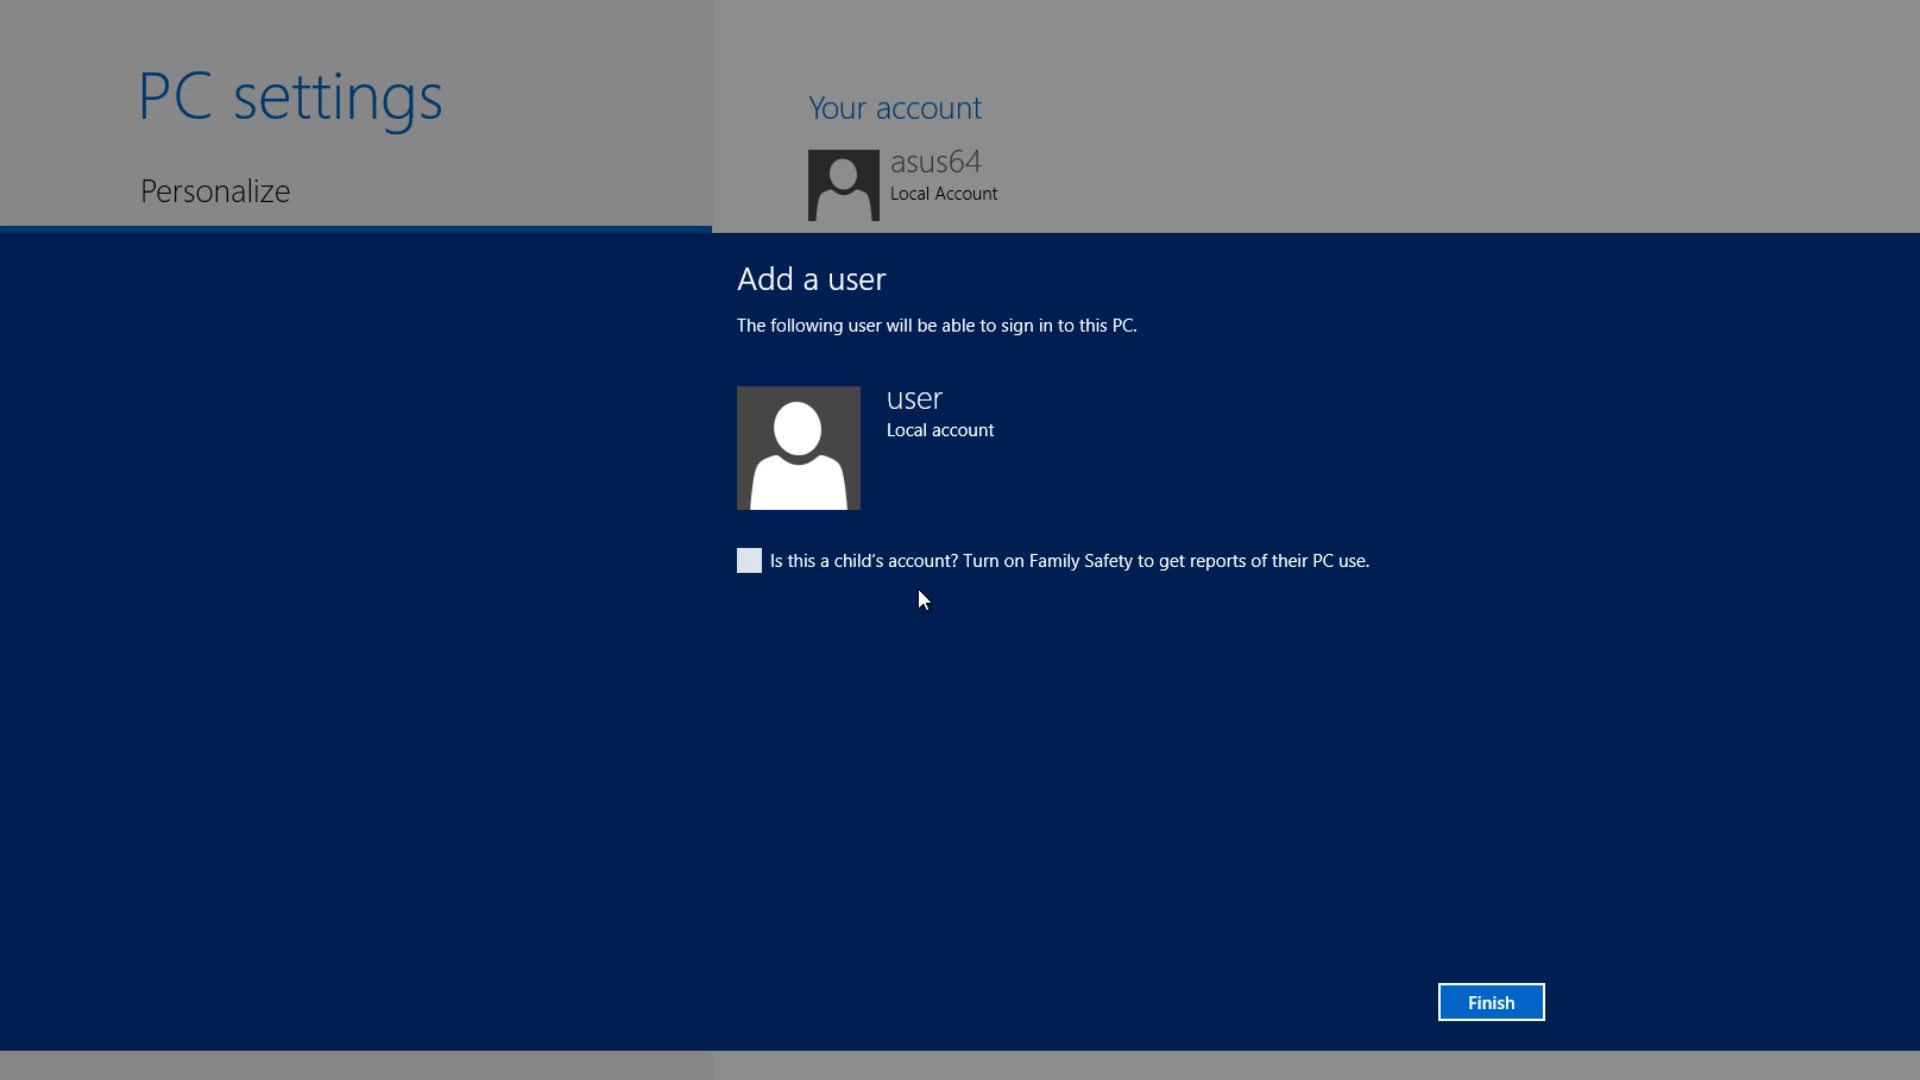 PC settings
Personalize
Your account
asus64
Local Account
Add a user
The following user will be able to sign in to this PC.
user
Local account
Is this a child's account? Turn on Family Safety to get reports of their PC use.
Finish